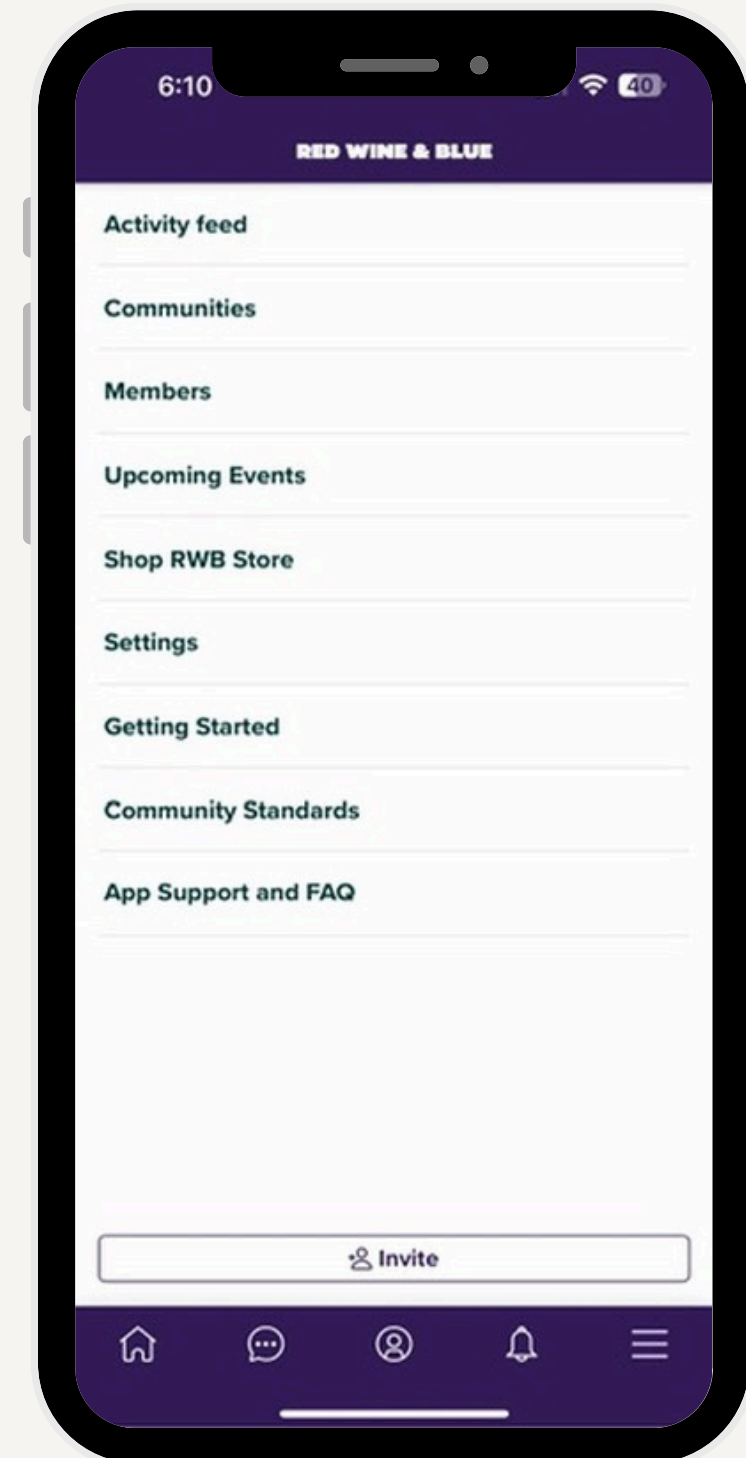 6:10
40
RED WINE & BLUE
Activity feed
Communities
Members
Upcoming Events
Shop RWB Store
Settings
Getting Started
Community Standards
App Support and FAQ
Invite